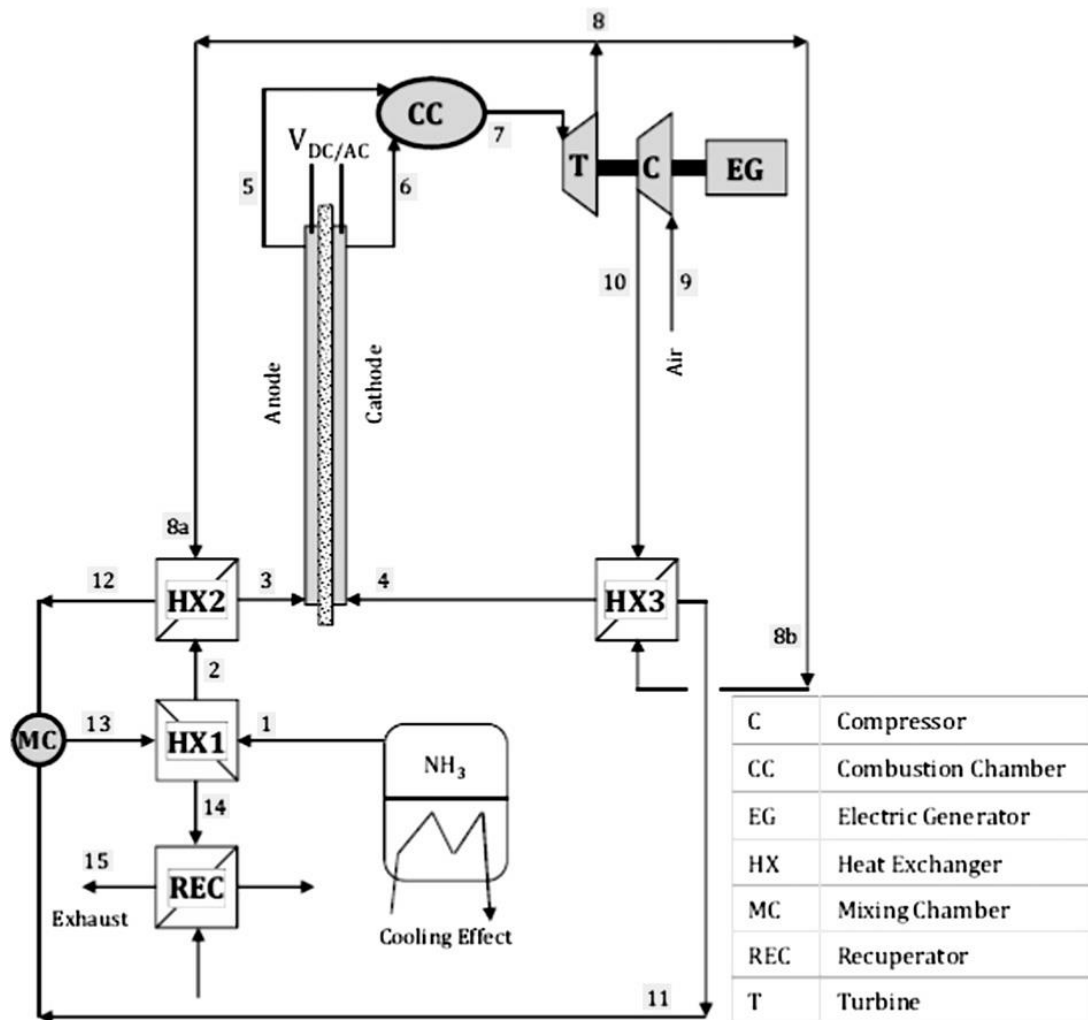 8
CC
7
V DC/AC
T
C
EG
5
6
10
9
Air
Anode
Cathode
8a
12
HX2
3
4
HX3
8b
2
MC
13
HX1
1
NH3
14
15
REC
Exhaust
Cooling Effect
11
C Compressor
CC Combustion Chamber
EG Electric Generator
HX Heat Exchanger
MC Mixing Chamber
REC Recuperator
T Turbine